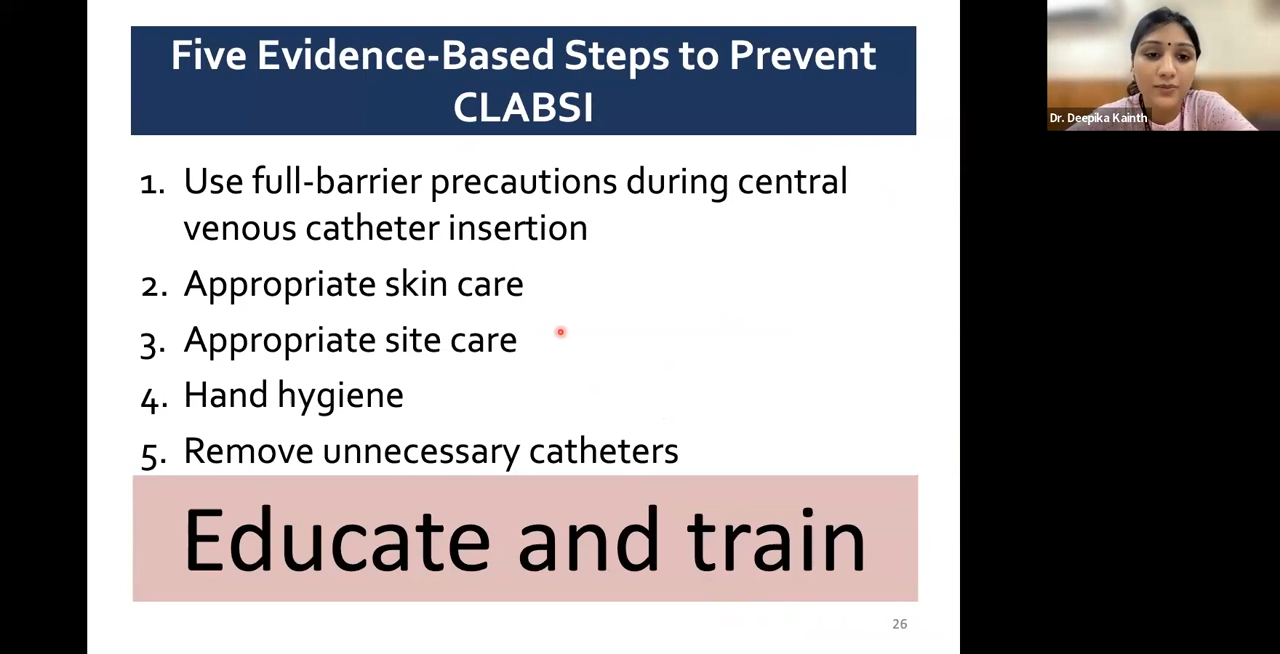 Five Evidence-Based Steps to Prevent
CLABSI
1. Use full-barrier precautions during central
venous catheter insertion
2. Appropriate skin care
3. Appropriate site care
4. Hand hygiene
5. Remove unnecessary catheters
Educate and train
26
Dr. Deepika Kainth